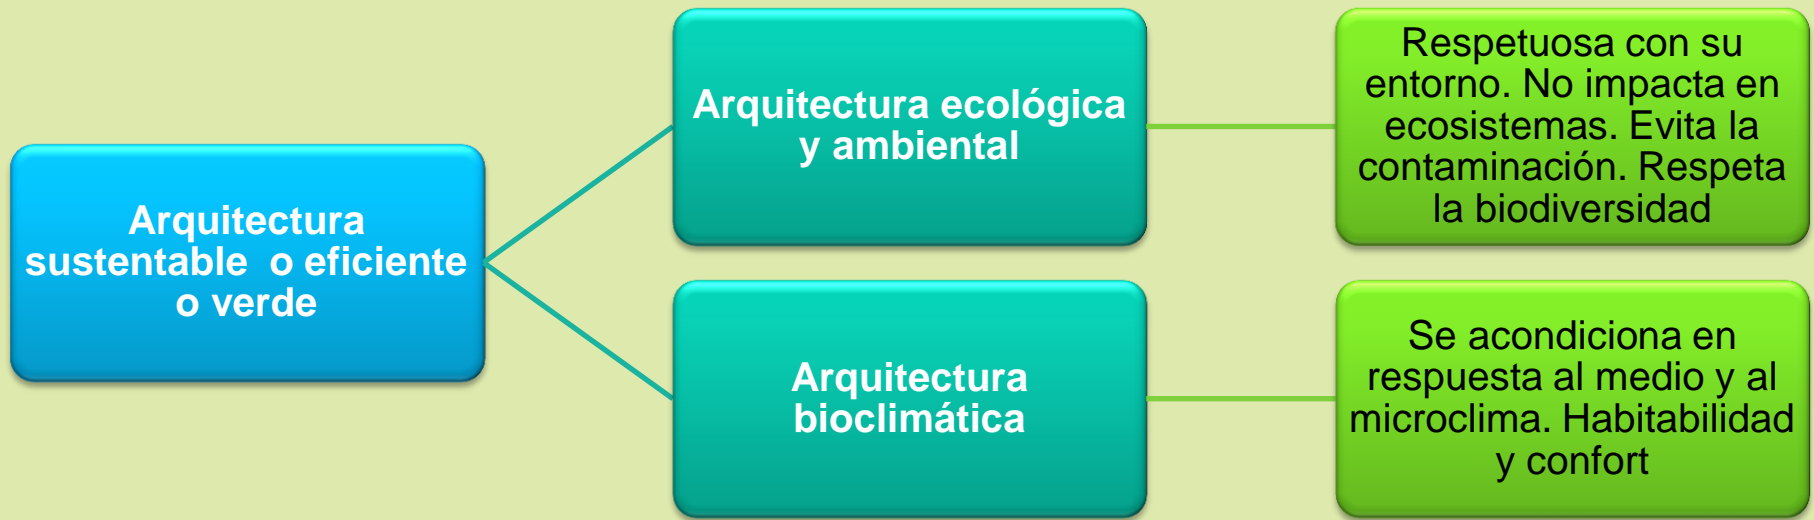 Arquitectura
sustentable  o eficiente
o verde
Arquitectura ecológica
y ambiental
Respetuosa con su
entorno. No impacta en
ecosistemas. Evita la
contaminación. Respeta
la biodiversidad
Arquitectura
bioclimática
Se acondiciona en
respuesta al medio y al
microclima. Habitabilidad
y confort